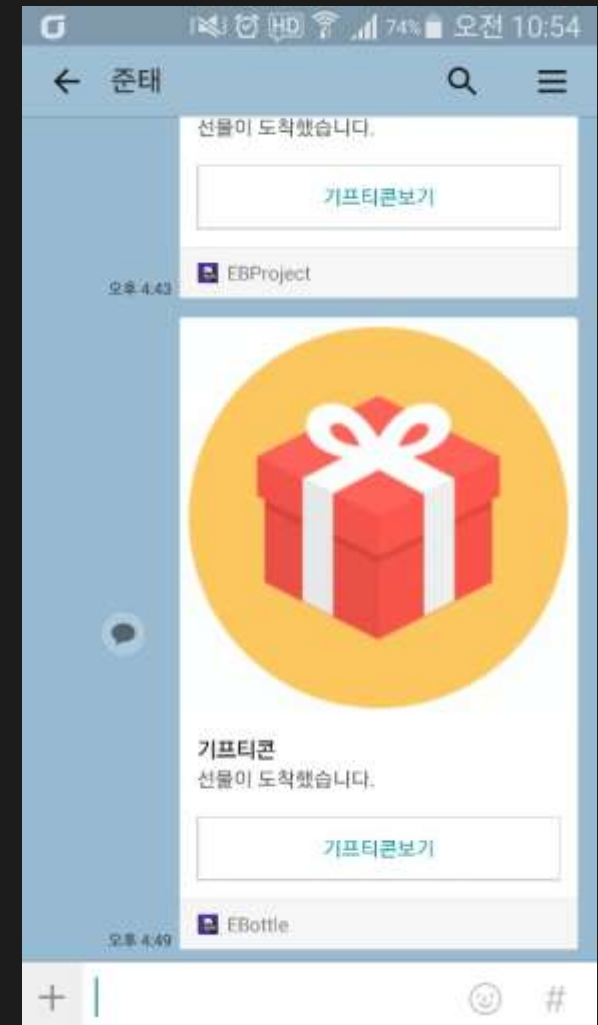 HD 74% 오전 10:54
준태
선물이 도착했습니다.
기프티콘보기
EBProject
오후 4:43
기프티콘
선물이 도착했습니다.
기프티콘보기
EBottle
오후 4:49
#